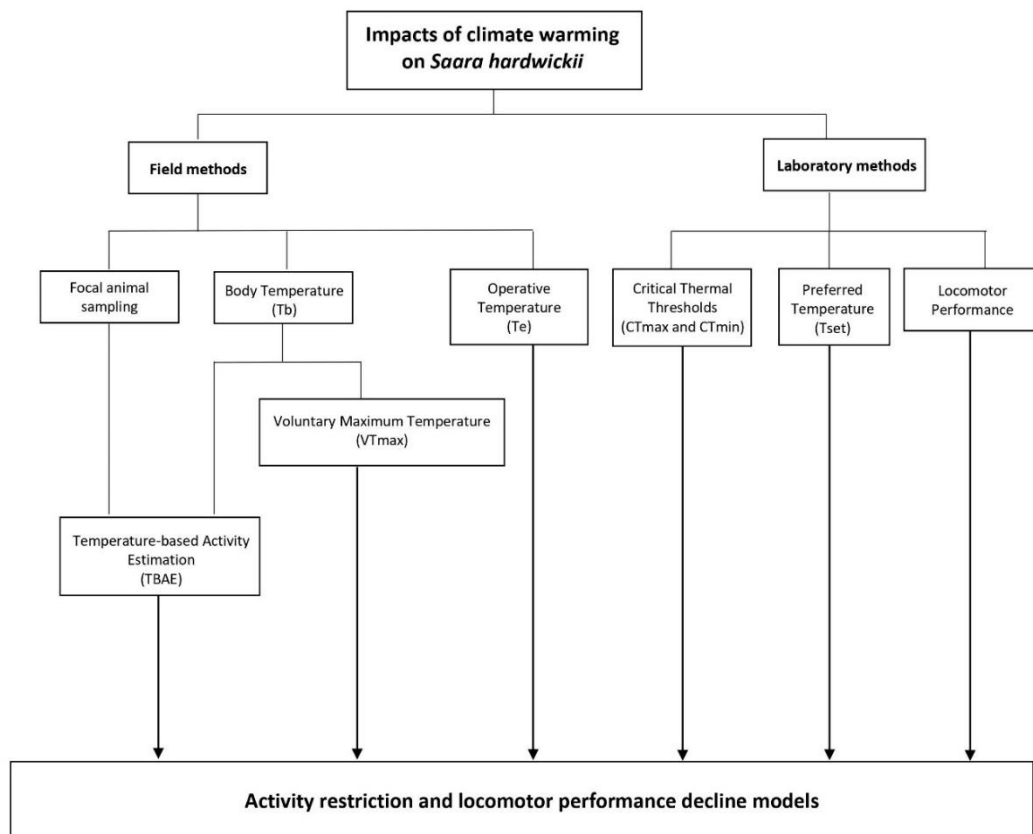 Impacts of climate warming
on Saara hardwickii
Field methods
Laboratory methods
Focal animal
sampling
Body Temperature
(Tb)
Operative
Temperature
(Te)
Critical Thermal
Thresholds
(CTmax and CTmin)
Preferred
Temperature
(Tset)
Locomotor
Performance
Voluntary Maximum Temperature
(VTmax)
Temperature-based Activity
Estimation
(TBAE)
Activity restriction and locomotor performance decline models